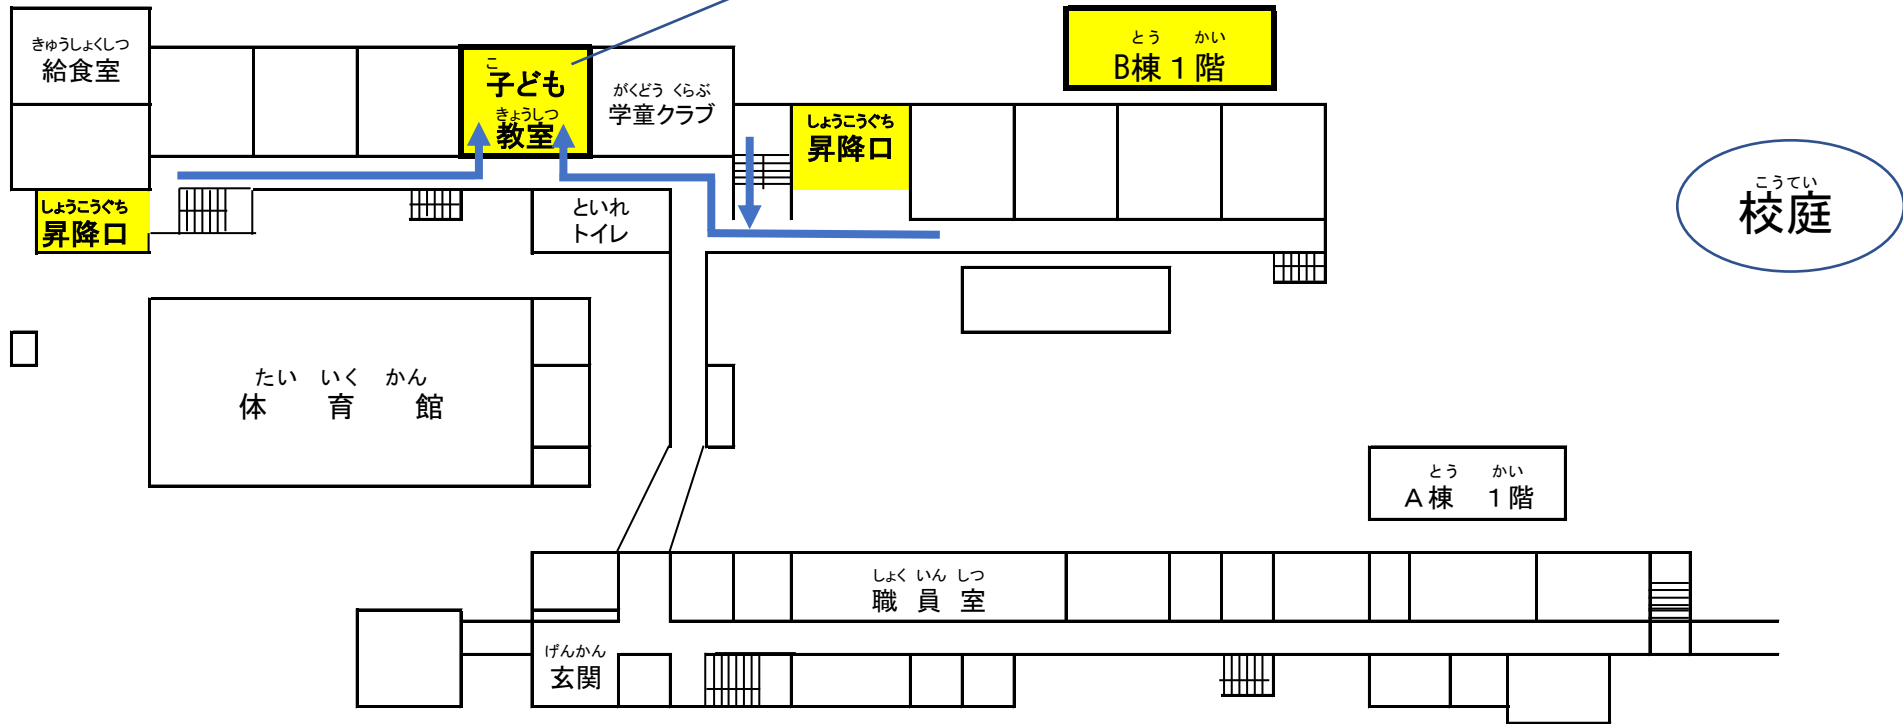 きゅうしょくしつ
給食室
こ
子ども
きょうしつ
教室
がくどう くらぶ
学童クラブ
しょうこうぐち
昇降口
とう かい
B棟1階
こうてい
校庭
しょうこうぐち
昇降口
といれ
トイレ
たい いく かん
体 育 館
とう かい
A棟 1階
しょく いん しつ
職 員 室
げんかん
玄関